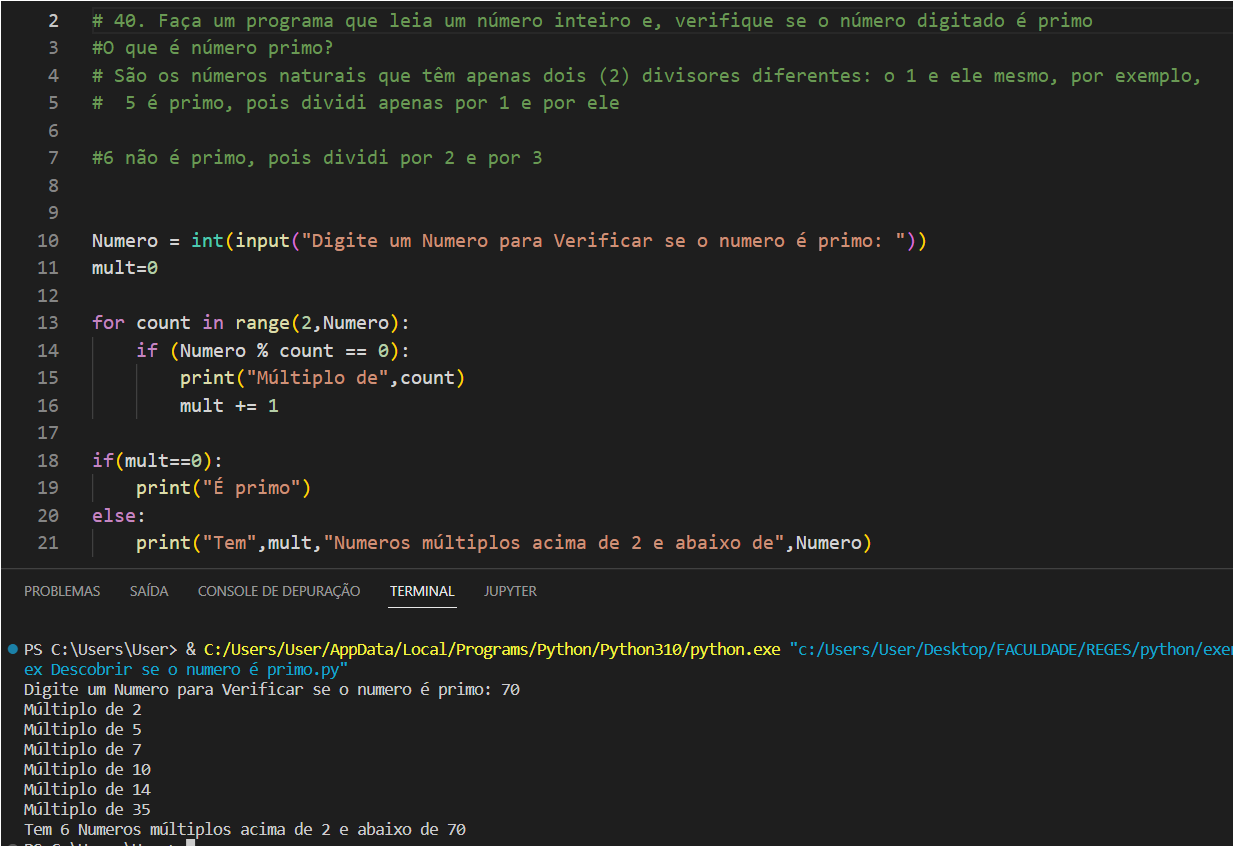 2 # 40. Faça um programa que leia um número inteiro e, verifique se o número digitado é primo
3 #O que é número primo?
4 # São os números naturais que têm apenas dois (2) divisores diferentes: o 1 e ele mesmo, por exemplo,
5 #  5 é primo, pois dividi apenas por 1 e por ele
6
7 #6 não é primo, pois dividi por 2 e por 3
8
9
10 Numero = int(input("Digite um Numero para Verificar se o numero é primo: "))
11 mult=0
12
13 for count in range(2,Numero):
14     if (Numero % count == 0):
15         print("Múltiplo de",count)
16         mult += 1
17
18 if(mult==0):
19     print("É primo")
20 else:
21     print("Tem",mult,"Numeros múltiplos acima de 2 e abaixo de",Numero)
PROBLEMAS SAÍDA CONSOLE DE DEPURAÇÃO TERMINAL JUPYTER
PS C:\Users\User> & C:/Users/User/AppData/Local/Programs/Python/Python310/python.exe "c:/Users/User/Desktop/FACULDADE/REGES/python/exer
ex Descobrir se o numero é primo.py"
Digite um Numero para Verificar se o numero é primo: 70
Múltiplo de 2
Múltiplo de 5
Múltiplo de 7
Múltiplo de 10
Múltiplo de 14
Múltiplo de 35
Tem 6 Numeros múltiplos acima de 2 e abaixo de 70